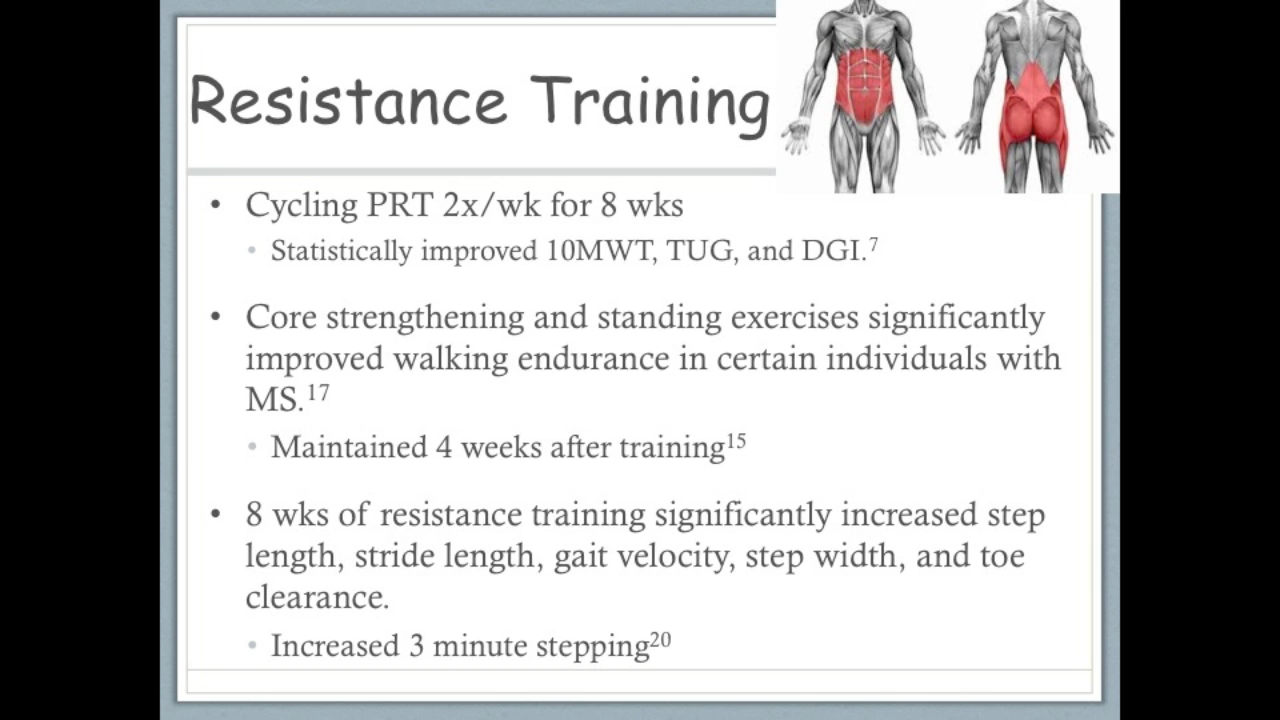 Resistance Training
• Cycling PRT 2x/wk for 8 wks
• Statistically improved 10MWT, TUG, and DGI.⁷
• Core strengthening and standing exercises significantly
improved walking endurance in certain individuals with
MS.¹⁷
• Maintained 4 weeks after training¹⁵
• 8 wks of resistance training significantly increased step
length, stride length, gait velocity, step width, and toe
clearance.
• Increased 3 minute stepping²⁰